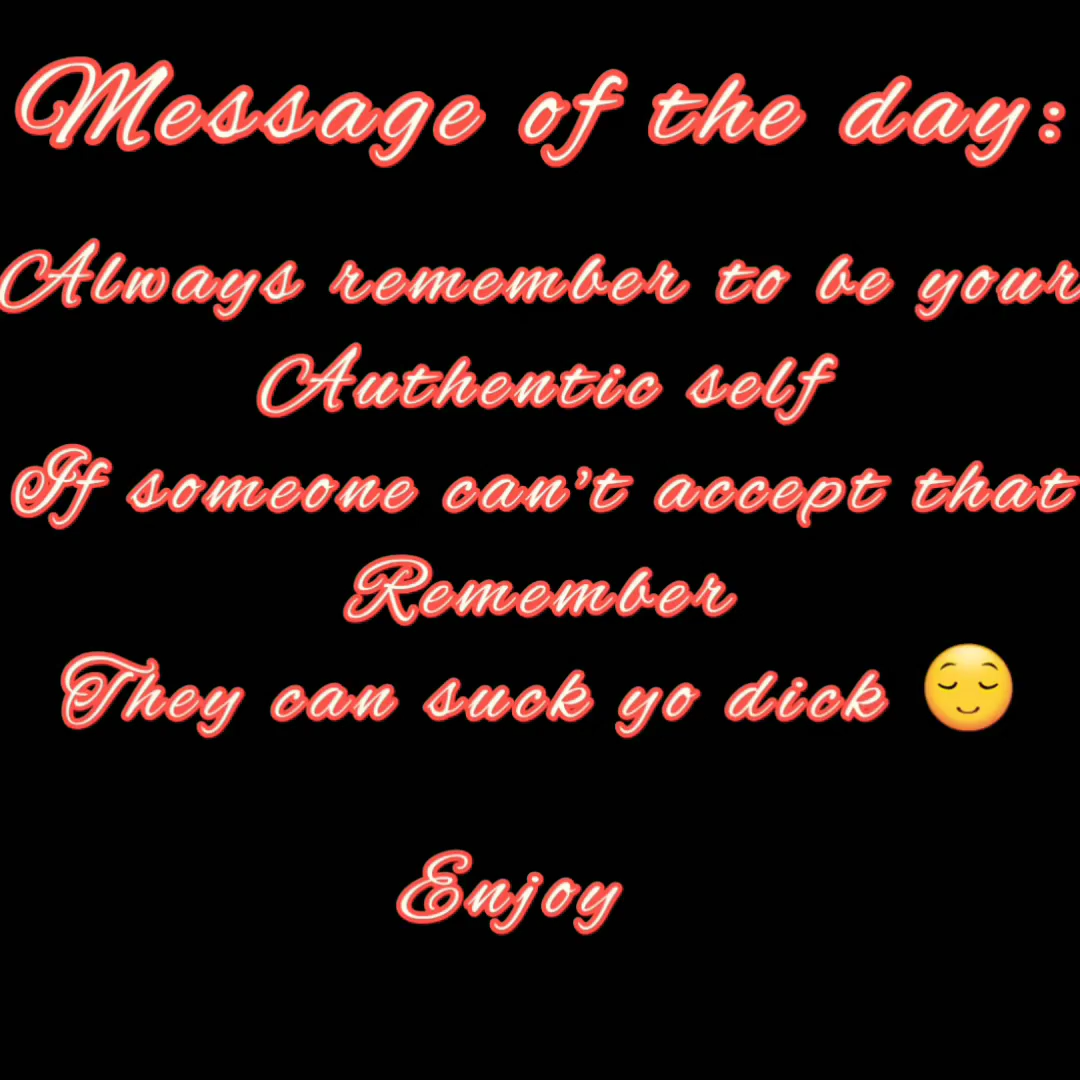 Message of the day:
Always remember to be your
Authentic self
If someone can't accept that
Remember
They can suck yo dick 😌
Enjoy